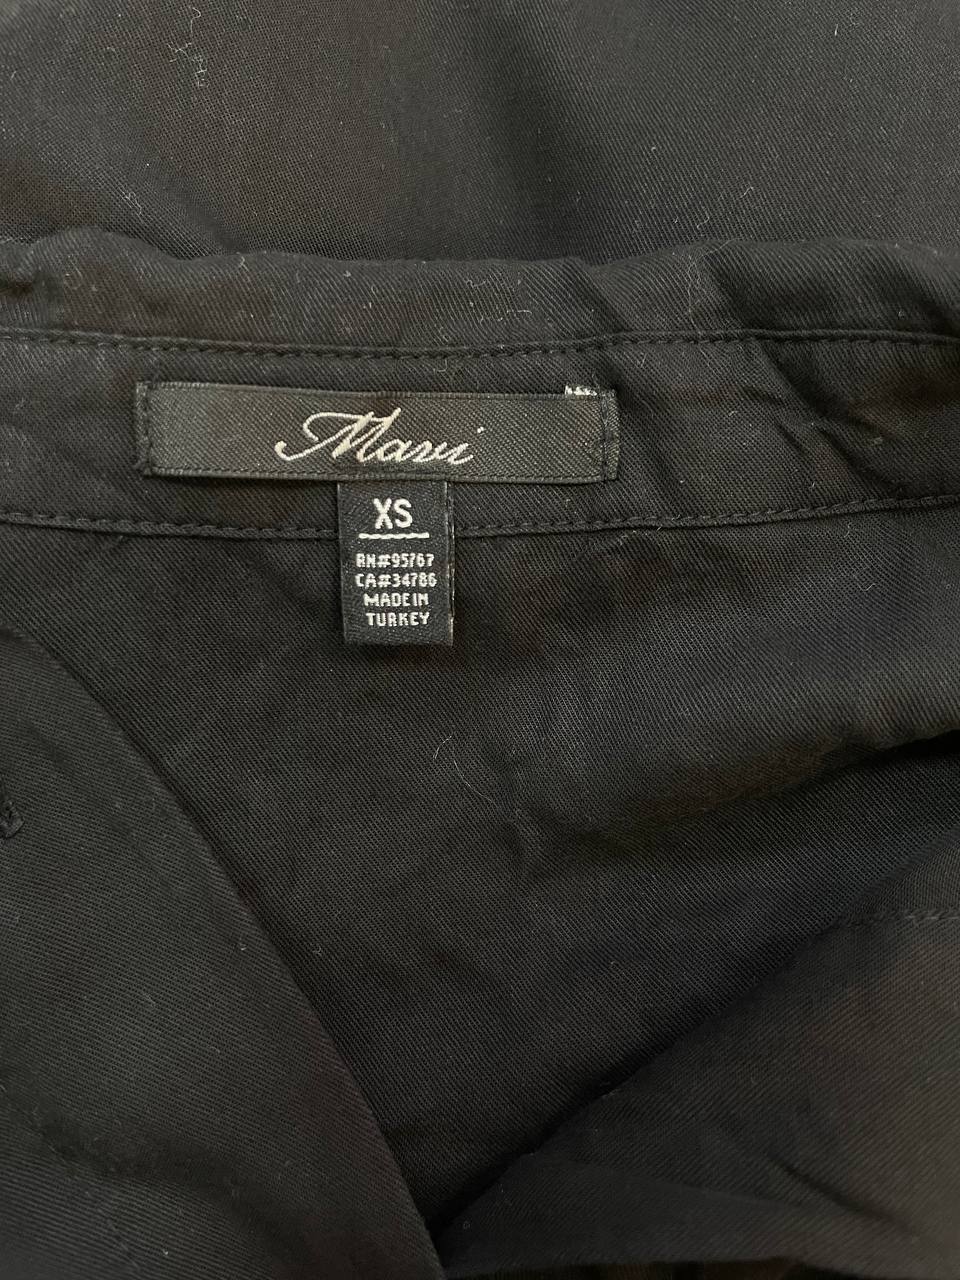 Mavi
XS
RN#95767
CA#34786
MADE IN
TURKEY